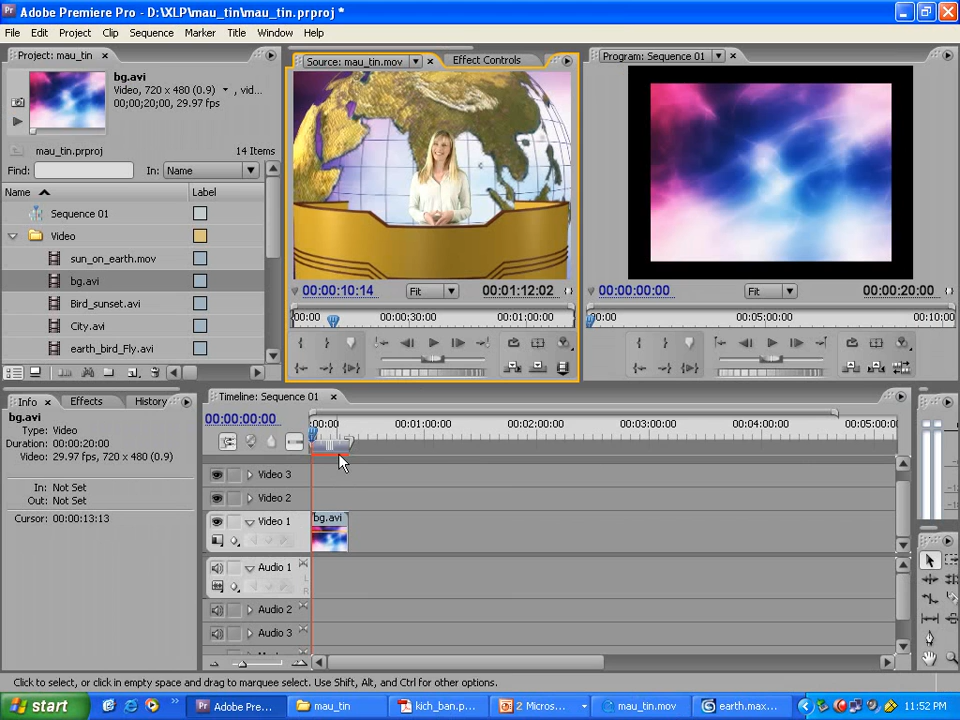 Adobe Premiere Pro - D:\XLP\mau_tin\mau_tin.prproj *
File Edit Project Clip Sequence Marker Title Window Help
Project: mau_tin
bg.avi
Video, 720 x 480 (0.9) , vid...
00;00;20;00, 29.97 fps
mau_tin.prproj 14 Items
Find: In: Name
Name Label
Sequence 01
Video
sun_on_earth.mov
bg.avi
Bird_sunset.avi
City.avi
earth_bird_Fly.avi
Source: mau_tin.mov Effect Controls
00:00:10:14 Fit 00:01:12:02
:00:00 00:00:30:00 00:01:00:00
Program: Sequence 01
00:00:00:00 Fit 00:00:20:00
00:00 00:05:00:00 00:10:0
Info Effects History
bg.avi
Type: Video
Duration: 00:00:20:00
Video: 29.97 fps, 720 x 480 (0.9)
In: Not Set
Out: Not Set
Cursor: 00:00:13:13
Timeline: Sequence 01
00:00:00:00
:00:00 00:01:00:00 00:02:00:00 00:03:00:00 00:04:00:00 00:05:00:0
Video 3
Video 2
Video 1
bg.avi
Audio 1
L
R
Audio 2
Audio 3
Click to select, or click in empty space and drag to marquee select. Use Shift, Alt, and Ctrl for other options.
start Adobe Pre... mau_tin kich_ban.p... 2 Micros... mau_tin.mov earth.max... 11:52 PM